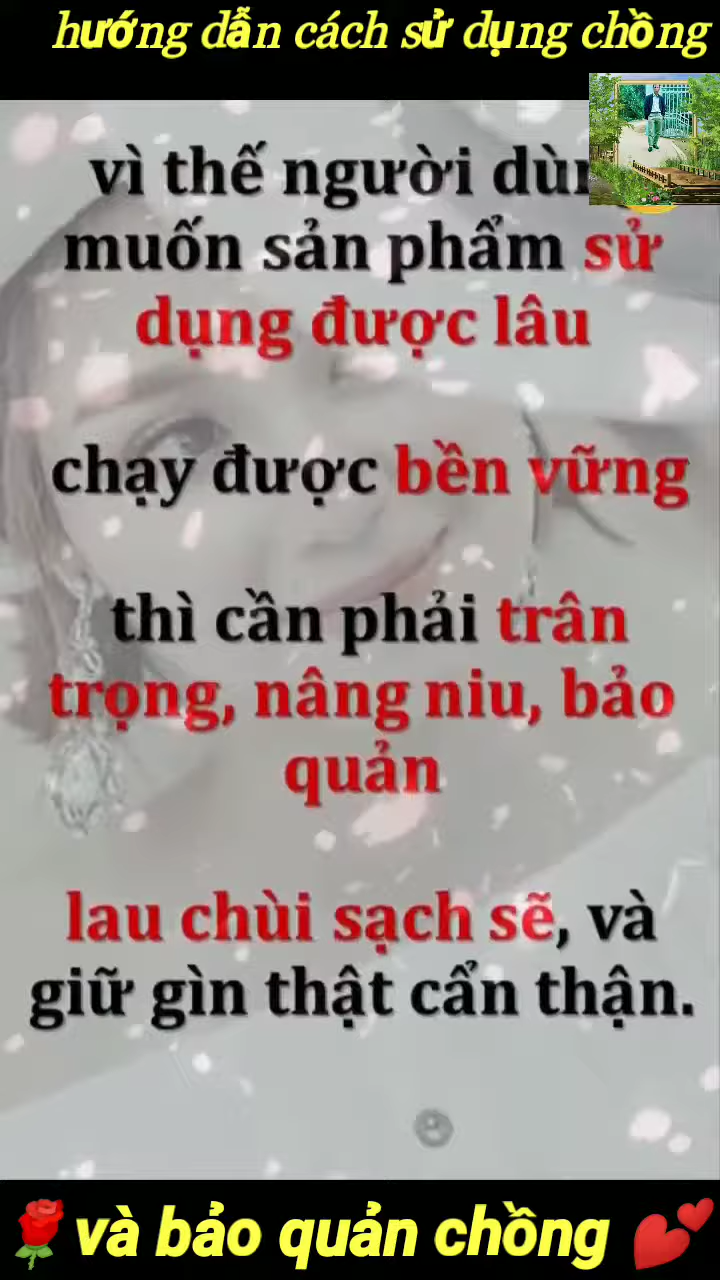 hướng dẫn cách sử dụng chồng
vì thế người
muốn sản phẩm sử
dụng được lâu
chạy được bền vững
thì cần phải trân
trọng, nâng niu, bảo
quản
lau chùi sạch sẽ, và
giữ gìn thật cẩn thận.
và bảo quản chồng